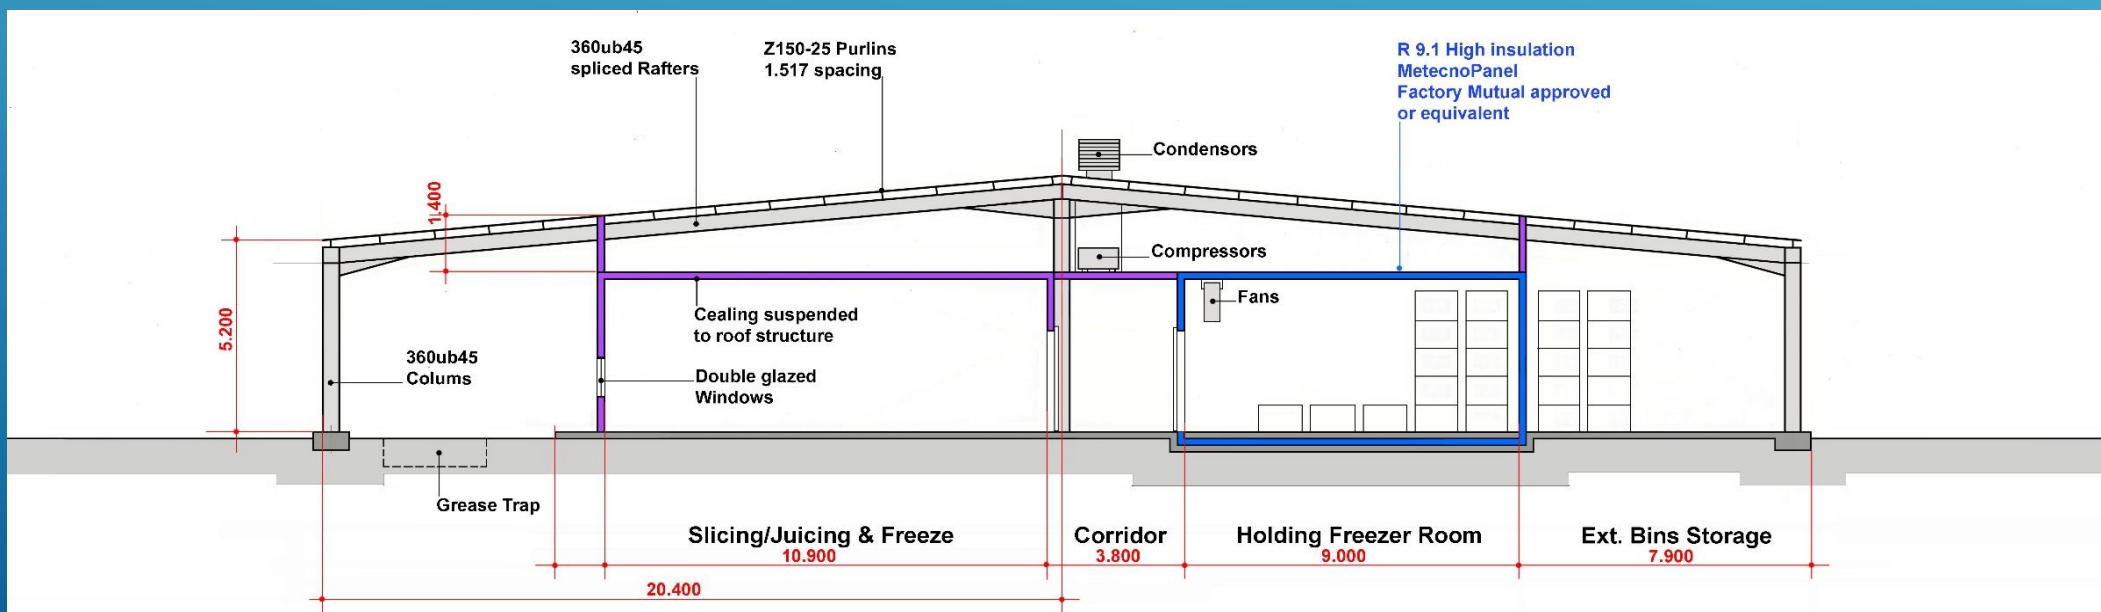 360ub45
spliced Rafters
Z150-25 Purlins
1.517 spacing
R 9.1 High insulation
MetecnoPanel
Factory Mutual approved
or equivalent
Condensors
1.400
Compressors
Fans
Cealing suspended
to roof structure
5.200
360ub45
Colums
Double glazed
Windows
Grease Trap
Slicing/Juicing & Freeze
10.900
Corridor
3.800
Holding Freezer Room
9.000
Ext. Bins Storage
7.900
20.400